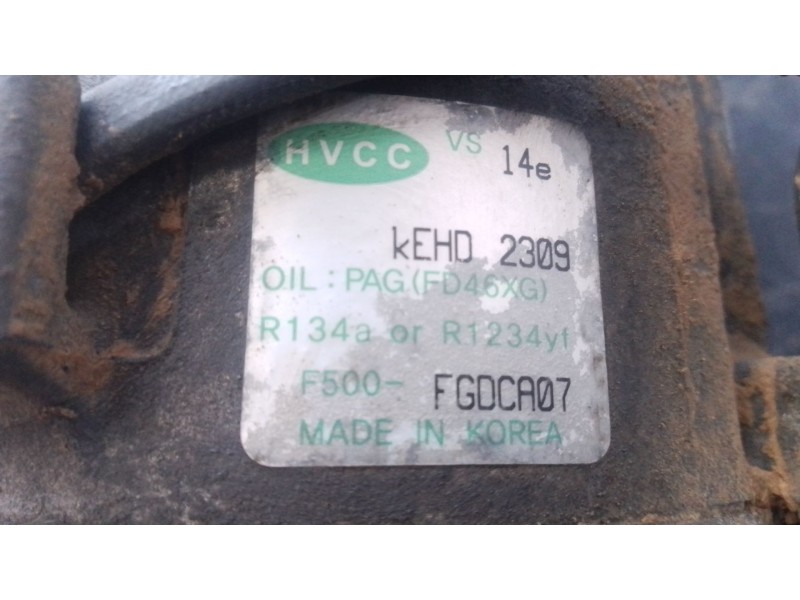 HVCC VS 14e
kEHD 2309
OIL : PAG(FD46XG)
R134a or R1234yf
F500- FGDCA07
MADE IN KOREA